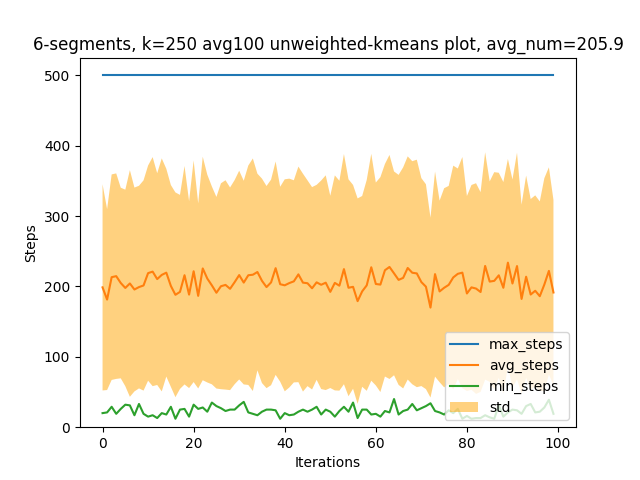 6-segments, k=250 avg100 unweighted-kmeans plot, avg_num=205.9
500
400
300
200
100
0
Steps
max_steps
avg_steps
min_steps
std
0 20 40 60 80 100
Iterations